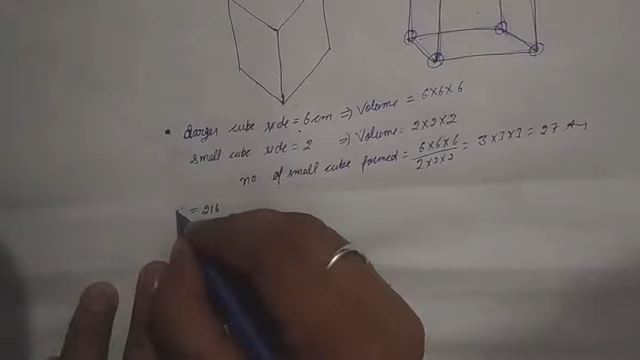 • Larger cube side = 6 cm ⇒ Volume = 6×6×6
small cube side = 2 ⇒ Volume = 2×2×2
no. of small cube formed = 6×6×6 / 2×2×2 = 3×3×3 = 27 Ans
= 216